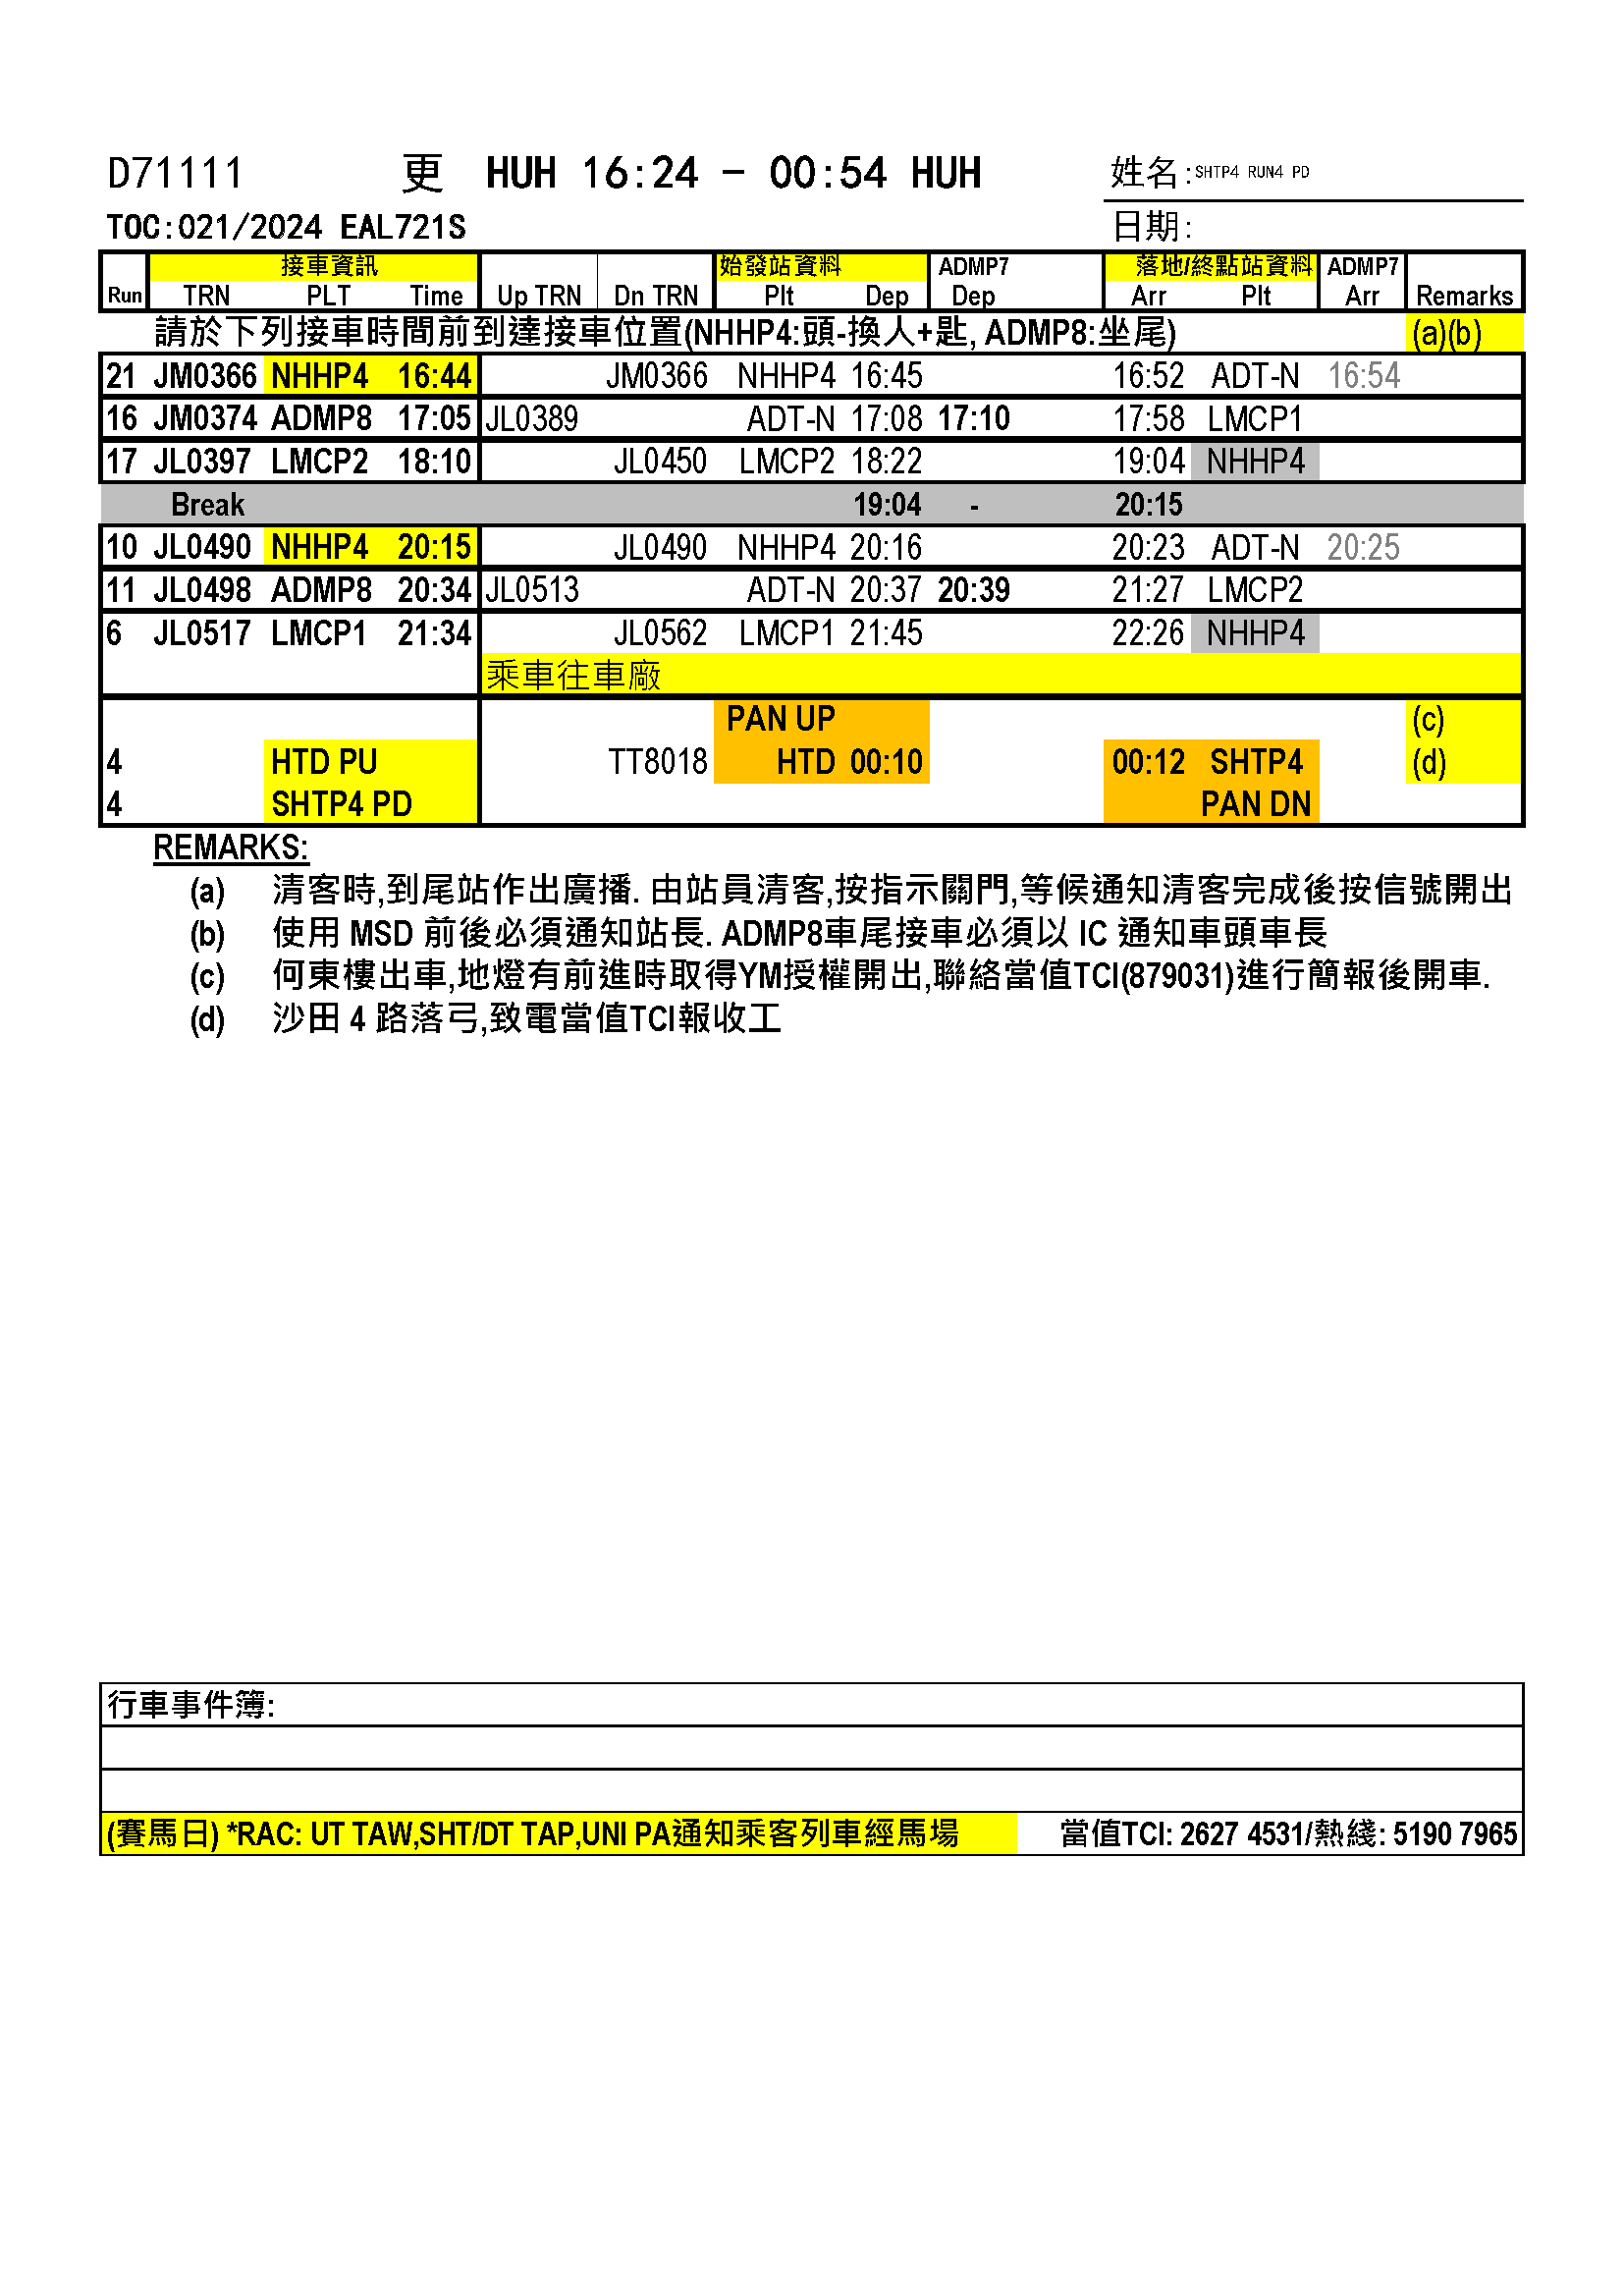 D71111 更 HUH 16:24 - 00:54 HUH 姓名:SHTP4 RUN4 PD
TOC:021/2024 EAL721S 日期:
接車資訊 始發站資料 ADMP7 落地/終點站資料 ADMP7
Run TRN PLT Time Up TRN Dn TRN Plt Dep Dep Arr Plt Arr Remarks
請於下列接車時間前到達接車位置(NHHP4:頭-換人+匙, ADMP8:坐尾) (a)(b)
21 JM0366 NHHP4 16:44 JM0366 NHHP4 16:45 16:52 ADT-N 16:54
16 JM0374 ADMP8 17:05 JL0389 ADT-N 17:08 17:10 17:58 LMCP1
17 JL0397 LMCP2 18:10 JL0450 LMCP2 18:22 19:04 NHHP4
Break 19:04 - 20:15
10 JL0490 NHHP4 20:15 JL0490 NHHP4 20:16 20:23 ADT-N 20:25
11 JL0498 ADMP8 20:34 JL0513 ADT-N 20:37 20:39 21:27 LMCP2
6 JL0517 LMCP1 21:34 JL0562 LMCP1 21:45 22:26 NHHP4
乘車往車廠
PAN UP (c)
4 HTD PU TT8018 HTD 00:10 00:12 SHTP4 (d)
4 SHTP4 PD PAN DN
REMARKS:
(a) 清客時,到尾站作出廣播. 由站員清客,按指示關門,等候通知清客完成後按信號開出
(b) 使用 MSD 前後必須通知站長. ADMP8車尾接車必須以 IC 通知車頭車長
(c) 何東樓出車,地燈有前進時取得YM授權開出,聯絡當值TCI(879031)進行簡報後開車.
(d) 沙田 4 路落弓,致電當值TCI報收工
行車事件簿:
(賽馬日) *RAC: UT TAW,SHT/DT TAP,UNI PA通知乘客列車經馬場 當值TCI: 2627 4531/熱綫: 5190 7965